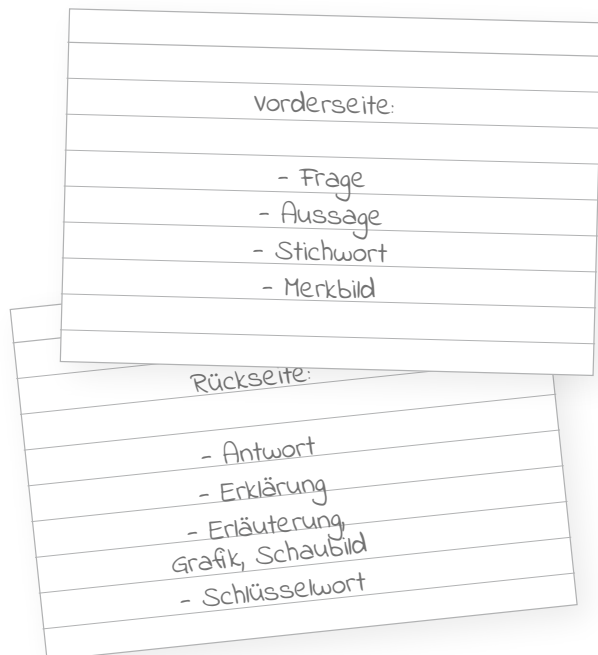 Vorderseite:
- Frage
- Aussage
- Stichwort
- Merkbild
Rückseite:
- Antwort
- Erklärung
- Erläuterung,
Grafik, Schaubild
- Schlüsselwort